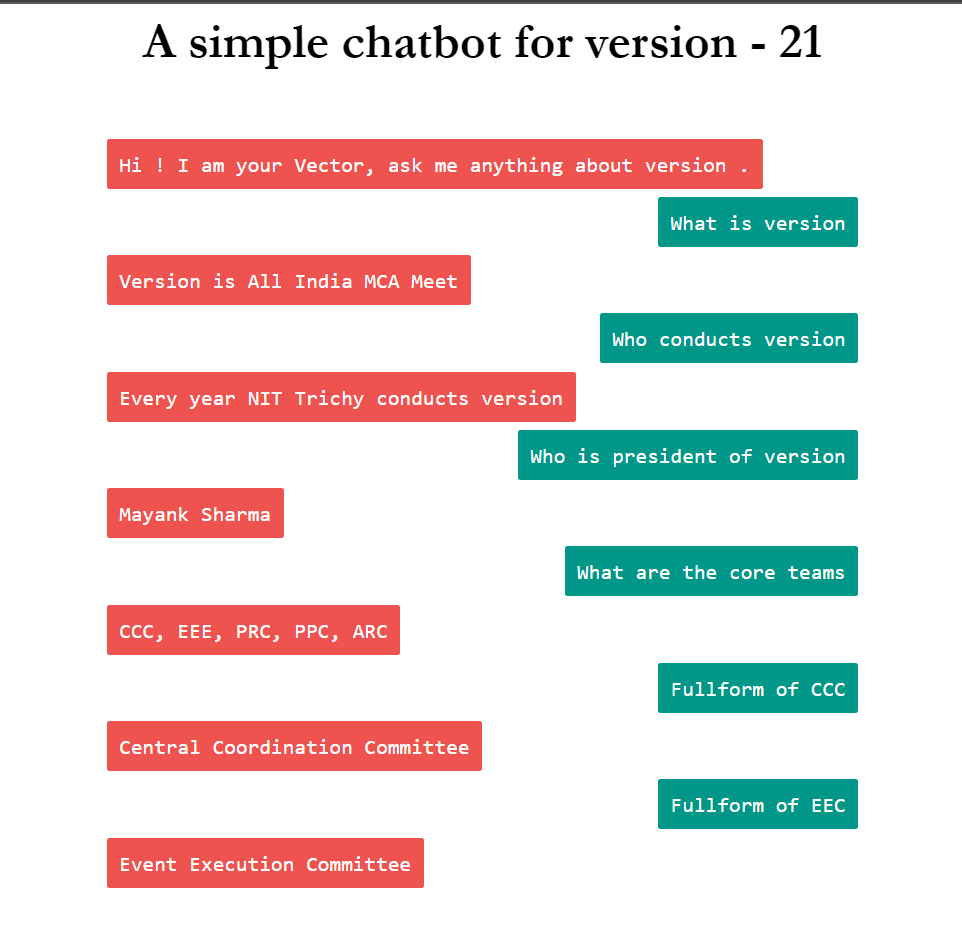 A simple chatbot for version - 21
Hi ! I am your Vector, ask me anything about version .
What is version
Version is All India MCA Meet
Who conducts version
Every year NIT Trichy conducts version
Who is president of version
Mayank Sharma
What are the core teams
CCC, EEE, PRC, PPC, ARC
Fullform of CCC
Central Coordination Committee
Fullform of EEC
Event Execution Committee